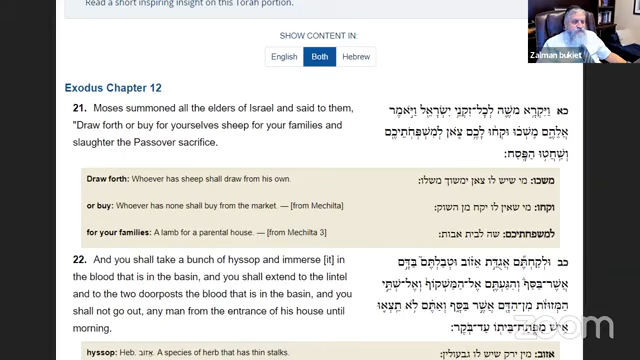 Read a short inspiring insight on this Torah portion.
Zalman bukiet
SHOW CONTENT IN:
English Both Hebrew
Exodus Chapter 12
21. Moses summoned all the elders of Israel and said to them,
"Draw forth or buy for yourselves sheep for your families and
slaughter the Passover sacrifice.
כא וַיִּקְרָ֥א מֹשֶׁ֛ה לְכָל־זִקְנֵ֥י יִשְׂרָאֵ֖ל וַיֹּ֣אמֶר
אֲלֵהֶ֑ם מִֽשְׁכ֗וּ וּקְח֨וּ לָכֶ֥ם צֹ֛אן לְמִשְׁפְּחֹֽתֵיכֶ֖ם
וְשַֽׁחֲט֥וּ הַפָּֽסַח:
Draw forth: Whoever has sheep shall draw from his own.
משכו: מי שיש לו צאן ימשוך משלו:
or buy: Whoever has none shall buy from the market. — [from Mechilta]
וקחו: מי שאין לו יקח מן השוק:
for your families: A lamb for a parental house. — [from Mechilta 3]
למשפחתיכם: שה לבית אבות:
22. And you shall take a bunch of hyssop and immerse [it] in
the blood that is in the basin, and you shall extend to the lintel
and to the two doorposts the blood that is in the basin, and you
shall not go out, any man from the entrance of his house until
morning.
כב וּלְקַחְתֶּ֞ם אֲגֻדַּ֣ת אֵז֗וֹב וּטְבַלְתֶּם֘ בַּדָּ֣ם
אֲשֶׁר־בַּסַּף֒ וְהִגַּעְתֶּ֤ם אֶל־הַמַּשְׁקוֹף֙ וְאֶל־שְׁתֵּ֣י
הַמְּזוּזֹ֔ת מִן־הַדָּ֖ם אֲשֶׁ֣ר בַּסָּ֑ף וְאַתֶּ֗ם לֹ֥א תֵֽצְא֛וּ
אִ֥ישׁ מִפֶּֽתַח־בֵּית֖וֹ עַד־בֹּֽקֶר:
zoom
hyssop: Heb. אֵזוֹב. A species of herb that has thin stalks.
אזוב: מין ירק שיש לו גבעולין: